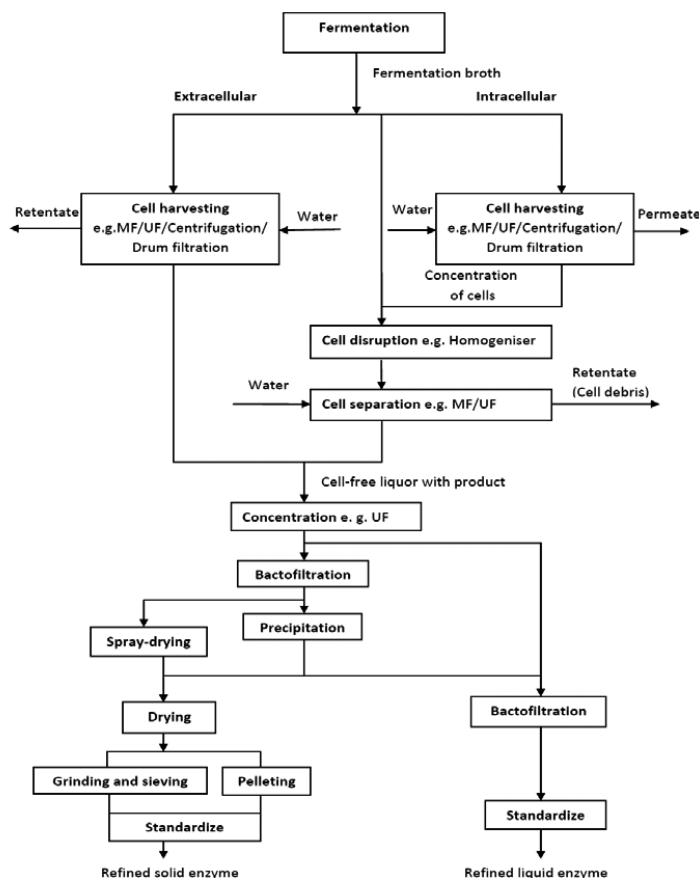 Fermentation
Fermentation broth
Extracellular
Intracellular
Retentate
Cell harvesting
e.g.MF/UF/Centrifugation/
Drum filtration
Water
Water
Cell harvesting
e.g.MF/UF/Centrifugation/
Drum filtration
Permeate
Concentration
of cells
Cell disruption e.g. Homogeniser
Water
Cell separation e.g. MF/UF
Retentate
(Cell debris)
Cell-free liquor with product
Concentration e. g. UF
Bactofiltration
Spray-drying
Precipitation
Drying
Bactofiltration
Grinding and sieving
Pelleting
Standardize
Standardize
Refined solid enzyme
Refined liquid enzyme